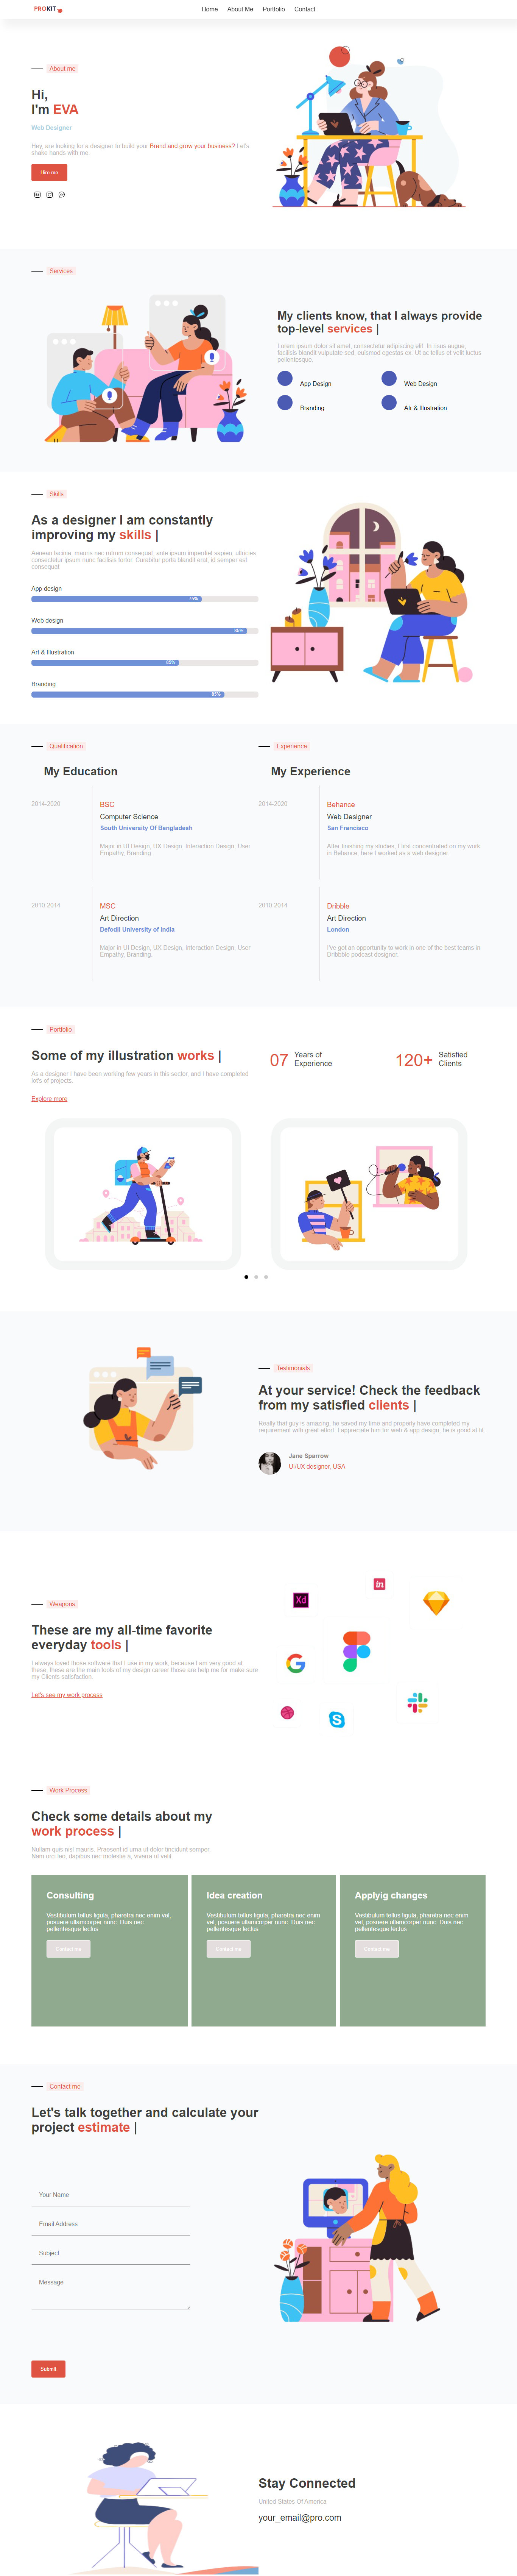 PROKIT
Home About Me Portfolio Contact
About me
Hi,
I'm EVA
Web Designer
Hey, are looking for a designer to build your Brand and grow your business? Let's
shake hands with me.
Hire me
Services
My clients know, that I always provide
top-level services |
Lorem ipsum dolor sit amet, consectetur adipiscing elit. In risus augue,
facilisis blandit vulputate sed, euismod egestas ex. Ut ac tellus et velit luctus
pellentesque
App Design
Web Design
Branding
Atr & Illustration
Skills
As a designer I am constantly
improving my skills |
Aenean lacinia, mauris nec rutrum consequat, ante ipsum imperdiet sapien, ultricies
consectetur ipsum nunc facilisis tortor. Curabitur porta blandit erat, id semper est
consequat
App design
75%
Web design
95%
Art & Illustration
Branding
85%
Qualification
My Education
2014-2020
BSC
Computer Science
South University Of Bangladesh
Major in UI Design, UX Design, Interaction Design, User
Empathy, Branding
2010-2014
MSC
Art Direction
Defodil University of India
Major in UI Design, UX Design, Interaction Design, User
Empathy, Branding
Experience
My Experience
2014-2020
Behance
Web Designer
San Francisco
After finishing my studies, I first concentrated on my work
in Behance, here I worked as a web designer.
2010-2014
Dribble
Art Direction
London
I've got an opportunity to work in one of the best teams in
Dribbble podcast designer
Portfolio
Some of my illustration works |
As a designer I have been working few years in this sector, and I have completed
lot's of projects
Explore more
07 Years of
Experience
120+ Satisfied
Clients
Testimonials
At your service! Check the feedback
from my satisfied clients |
Really that guy is amazing, he saved my time and properly have completed my
requirement with great effort. I appreciate him for web & app design, he is good at fit.
Jane Sparrow
UI/UX designer, USA
Weapons
These are my all-time favorite
everyday tools |
I always loved those software that I use in my work, because I am very good at
these, these are the main tools of my design career those are help me for make sure
my Clients satisfaction.
Let's see my work process
Xd
in
G
S
Work Process
Check some details about my
work process |
Nullam quis nisl mauris. Praesent id urna ut dolor tincidunt semper.
Nam orci leo, dapibus nec molestie a, viverra ut velit.
Consulting
Vestibulum tellus ligula, pharetra nec enim vel,
posuere ullamcorper nunc. Duis nec
pellentesque lectus
Contact me
Idea creation
Vestibulum tellus ligula, pharetra nec enim
vel, posuere ullamcorper nunc. Duis nec
pellentesque lectus
Contact me
Applyig changes
Vestibulum tellus ligula, pharetra nec enim
vel, posuere ullamcorper nunc. Duis nec
pellentesque lectus
Contact me
Contact me
Let's talk together and calculate your
project estimate |
Your Name
Email Address
Subject
Message
Submit
Stay Connected
United States Of America
your_email@pro.com